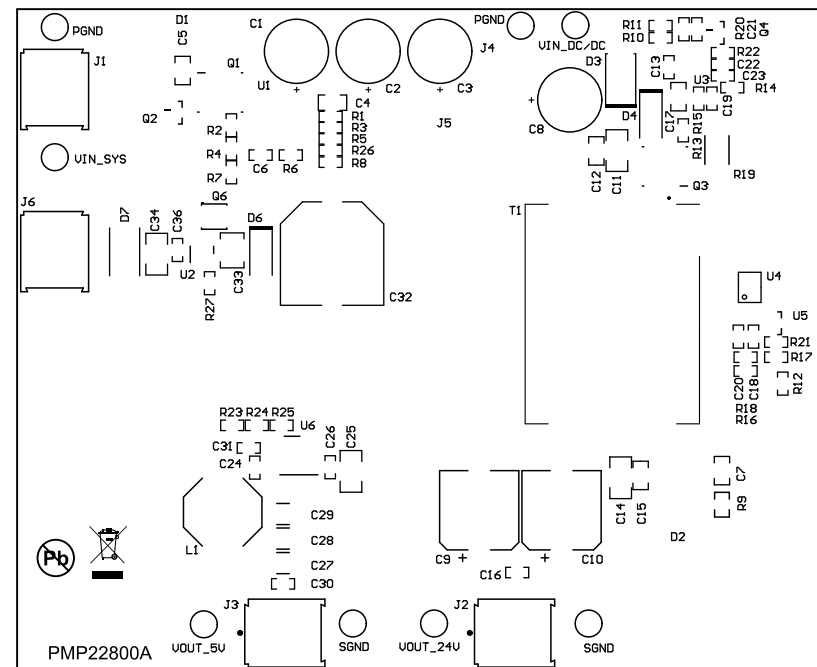 PGND
D1
C5
C1
J4
PGND
VIN_DC/DC
R11
R10
R20
C21
Q4
J1
Q1
U1
C2
C3
D3
C13
R22
C22
C23
U3
R14
Q2
C4
R1
R3
R5
R26
R8
J5
C8
D4
C17
R15
C19
R2
R4
R7
C6
R6
C12
C11
R13
R19
Q3
VIN_SYS
J6
D7
C34
C36
Q6
D6
U2
C33
R27
C32
T1
U4
U5
R21
R17
R12
C20
C18
R18
R16
R23
R24
R25
U6
C31
C24
C26
C25
C29
C28
C27
C30
L1
C9
C10
C16
C14
C15
C7
R9
D2
Pb
J3
VOUT_5V
SGND
J2
VOUT_24V
SGND
PMP22800A